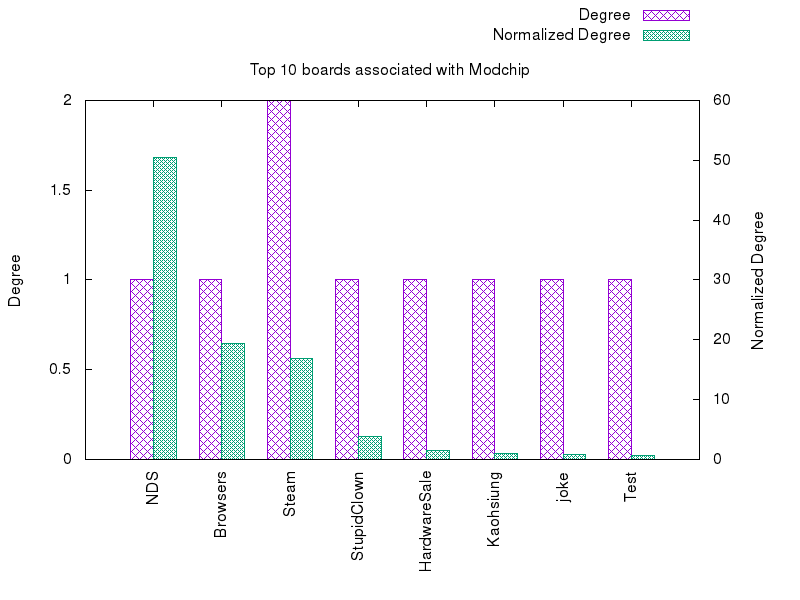 Degree
Normalized Degree
Top 10 boards associated with Modchip
2
1.5
1
0.5
0
60
50
40
30
20
10
0
Degree
Normalized Degree
NDS
Browsers
Steam
StupidClown
HardwareSale
Kaohsiung
joke
Test